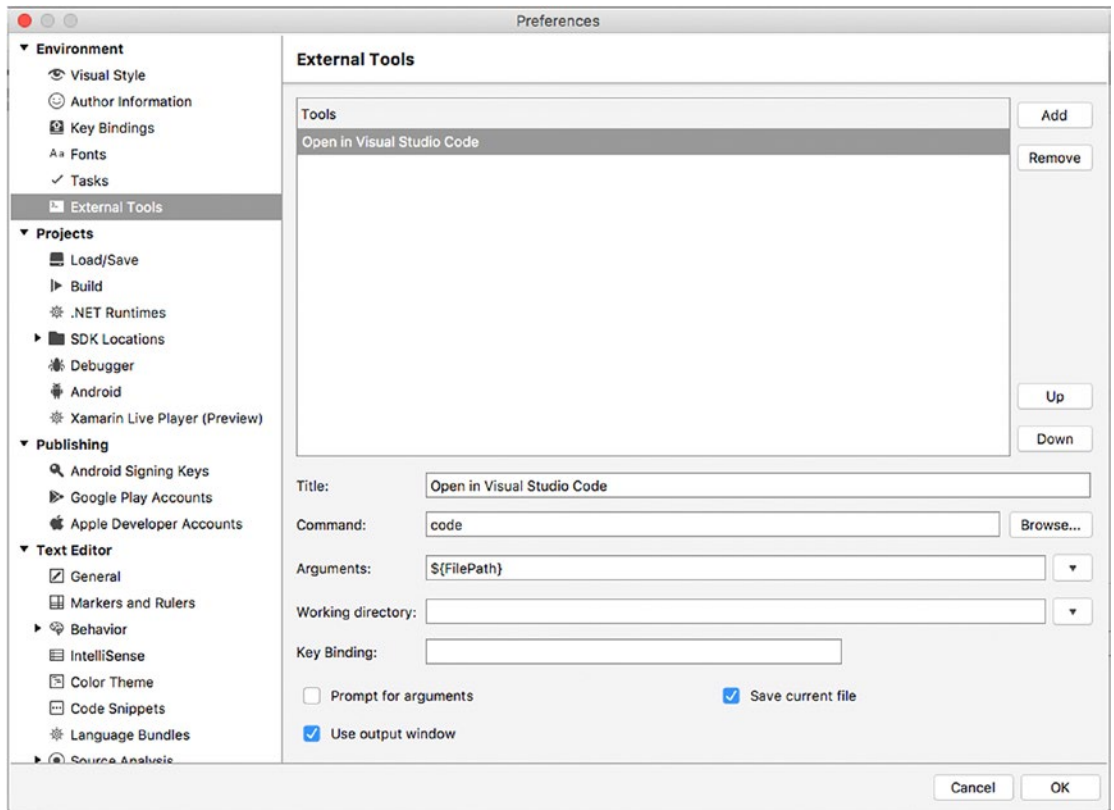 Preferences
Environment
Visual Style
Author Information
Key Bindings
Aa Fonts
Tasks
External Tools
Projects
Load/Save
Build
.NET Runtimes
SDK Locations
Debugger
Android
Xamarin Live Player (Preview)
Publishing
Android Signing Keys
Google Play Accounts
Apple Developer Accounts
Text Editor
General
Markers and Rulers
Behavior
IntelliSense
Color Theme
Code Snippets
Language Bundles
Source Analysis
External Tools
Tools
Open in Visual Studio Code
Add
Remove
Up
Down
Title: Open in Visual Studio Code
Command: code Browse...
Arguments: ${FilePath}
Working directory:
Key Binding:
Prompt for arguments Save current file
Use output window
Cancel OK